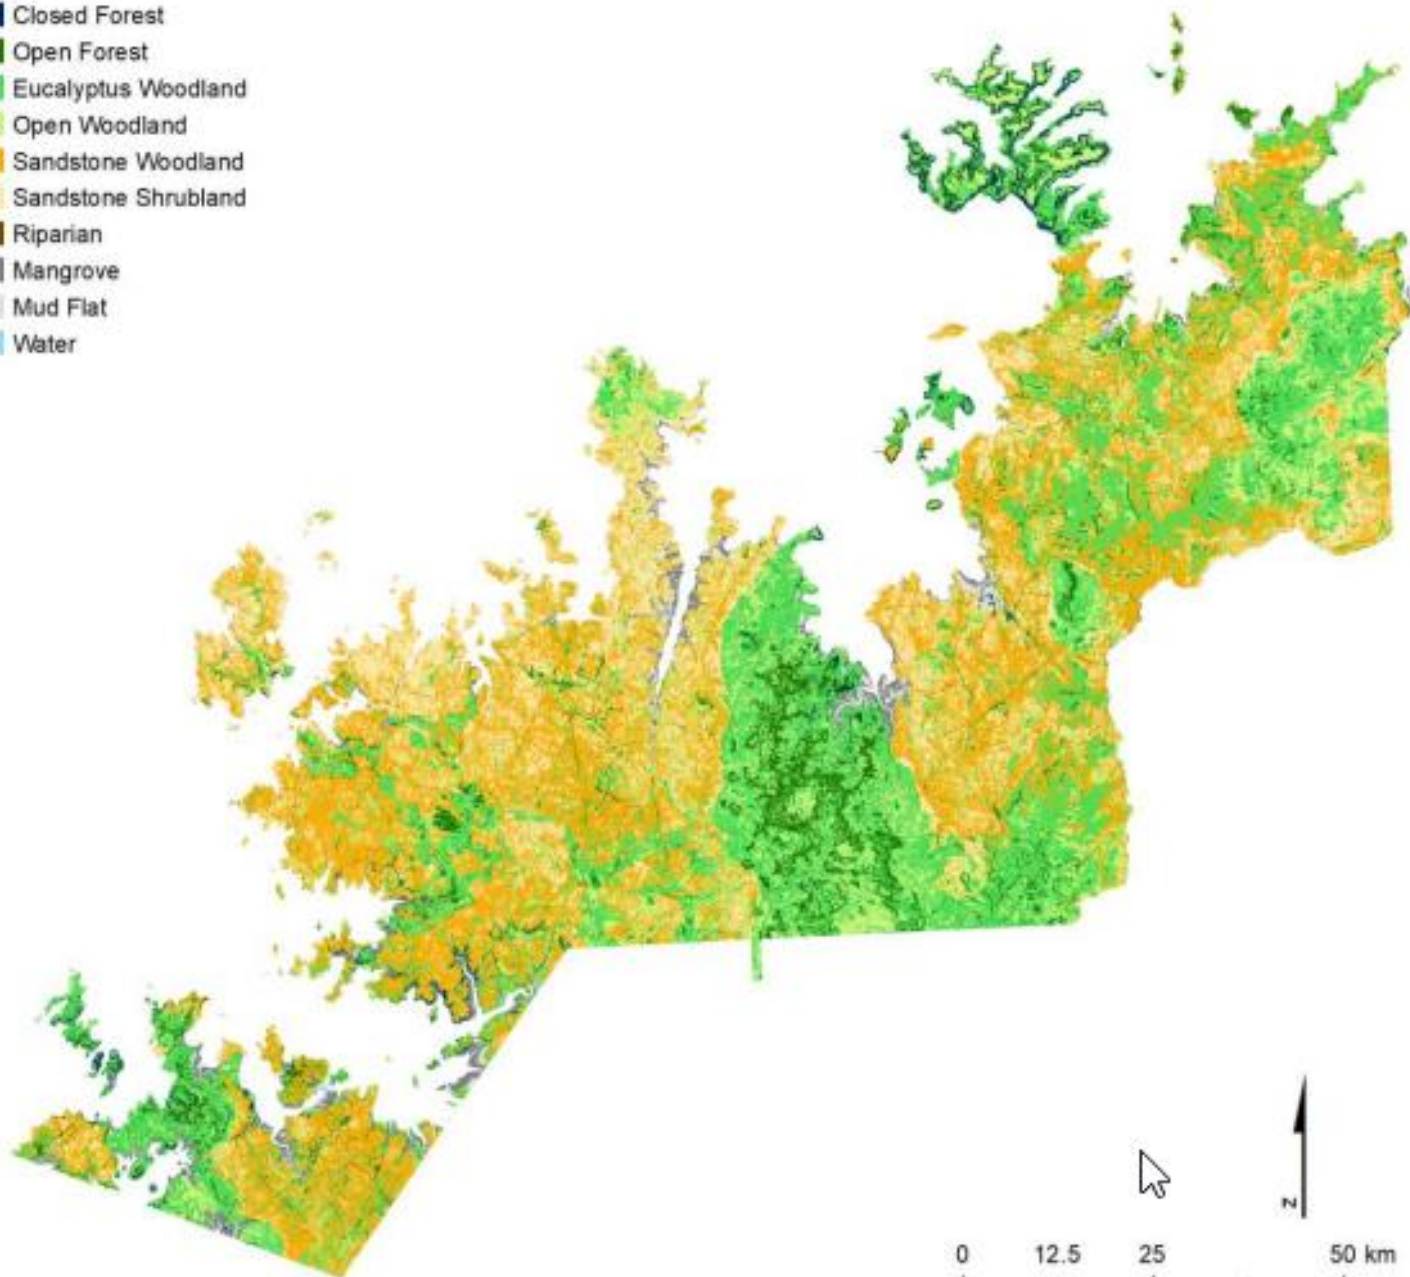 Closed Forest
Open Forest
Eucalyptus Woodland
Open Woodland
Sandstone Woodland
Sandstone Shrubland
Riparian
Mangrove
Mud Flat
Water
N
0 12.5 25 50 km